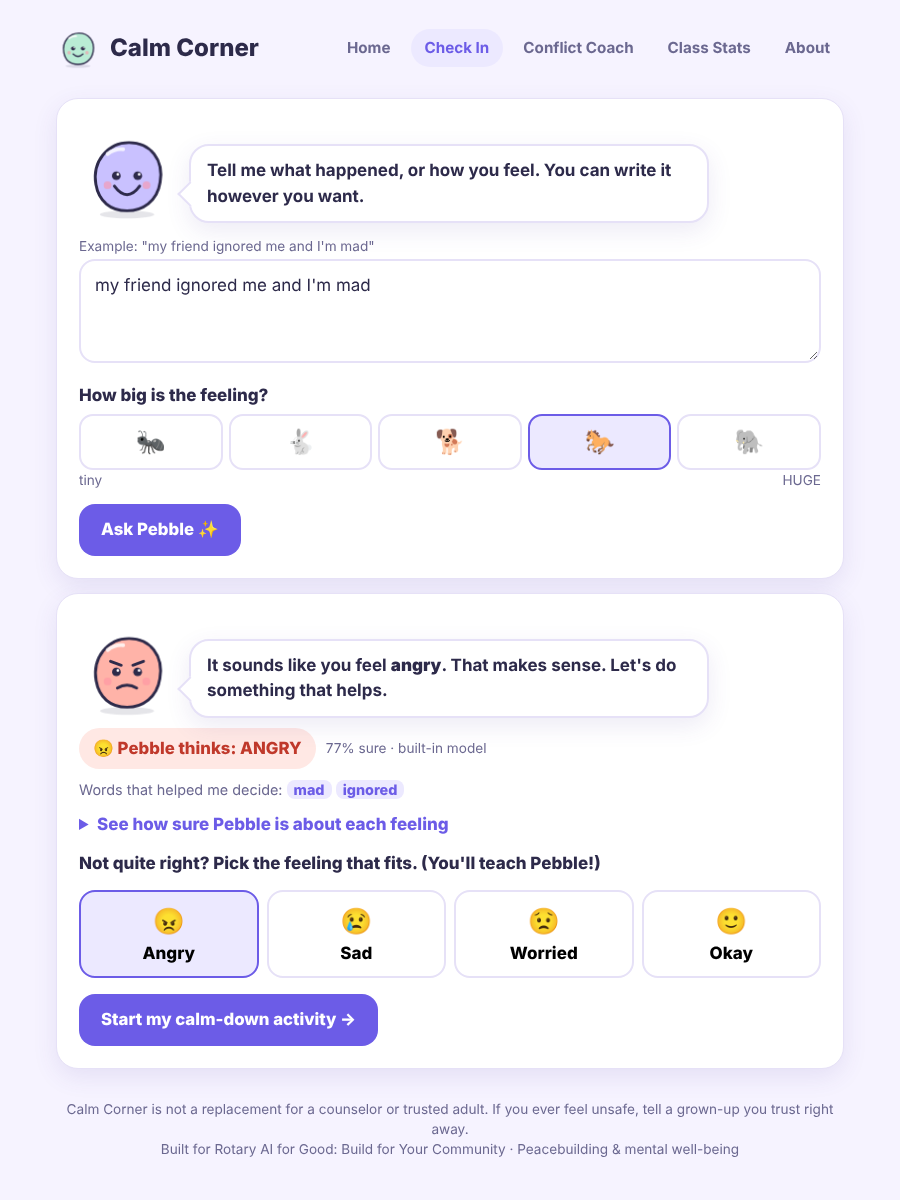 Calm Corner
Home
Check In
Conflict Coach
Class Stats
About
Tell me what happened, or how you feel. You can write it
however you want.
Example: "my friend ignored me and I'm mad"
my friend ignored me and I'm mad
How big is the feeling?
tiny
HUGE
Ask Pebble ✨
It sounds like you feel angry. That makes sense. Let's do
something that helps.
😠 Pebble thinks: ANGRY
77% sure · built-in model
Words that helped me decide: mad ignored
▶ See how sure Pebble is about each feeling
Not quite right? Pick the feeling that fits. (You'll teach Pebble!)
Angry
Sad
Worried
Okay
Start my calm-down activity →
Calm Corner is not a replacement for a counselor or trusted adult. If you ever feel unsafe, tell a grown-up you trust right
away.
Built for Rotary AI for Good: Build for Your Community · Peacebuilding & mental well-being